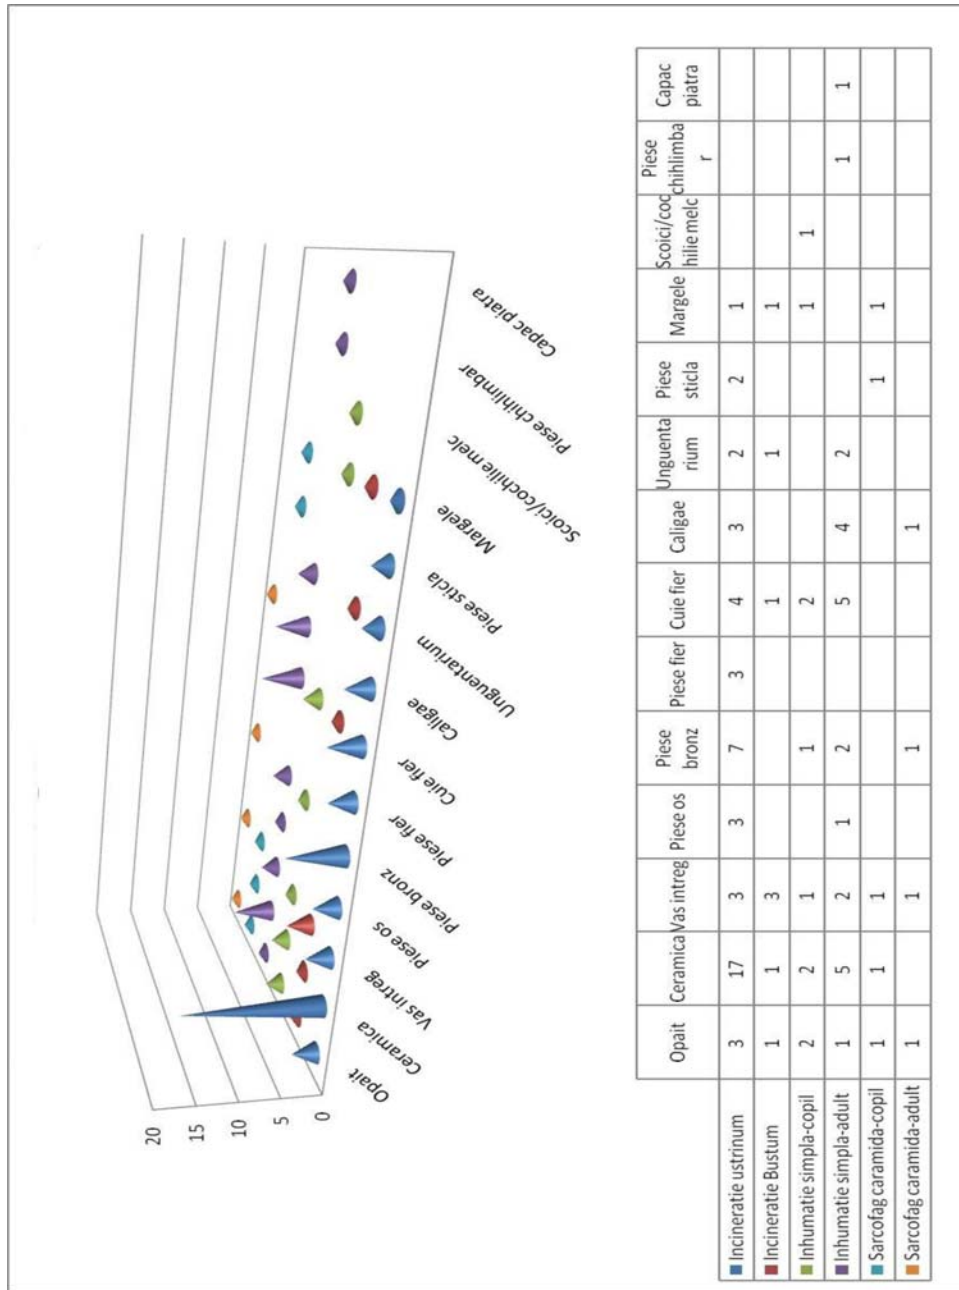 20
15
10
5
0
Opait
Ceramica
Vas intreg
Piese os
Piese bronz
Piese fier
Cuie fier
Caligae
Unguentarium
Piese sticla
Margele
Scoici/cochilie melc
Piese chihlimbar
Capac piatra
Opait Ceramica Vas intreg Piese os Piese bronz Piese fier Cuie fier Caligae Unguenta rium Piese sticla Margele Scoici/coc hilie melc Piese chihlimba r Capac piatra
Incineratie ustrinum 3 17 3 3 7 3 4 3 2 2 1
Incineratie Bustum 1 1 3 1 1 1
Inhumatie simpla-copil 2 2 1 1 2 1 1
Inhumatie simpla-adult 1 5 2 1 2 5 4 2 1 1
Sarcofag caramida-copil 1 1 1 1 1
Sarcofag caramida-adult 1 1 1 1